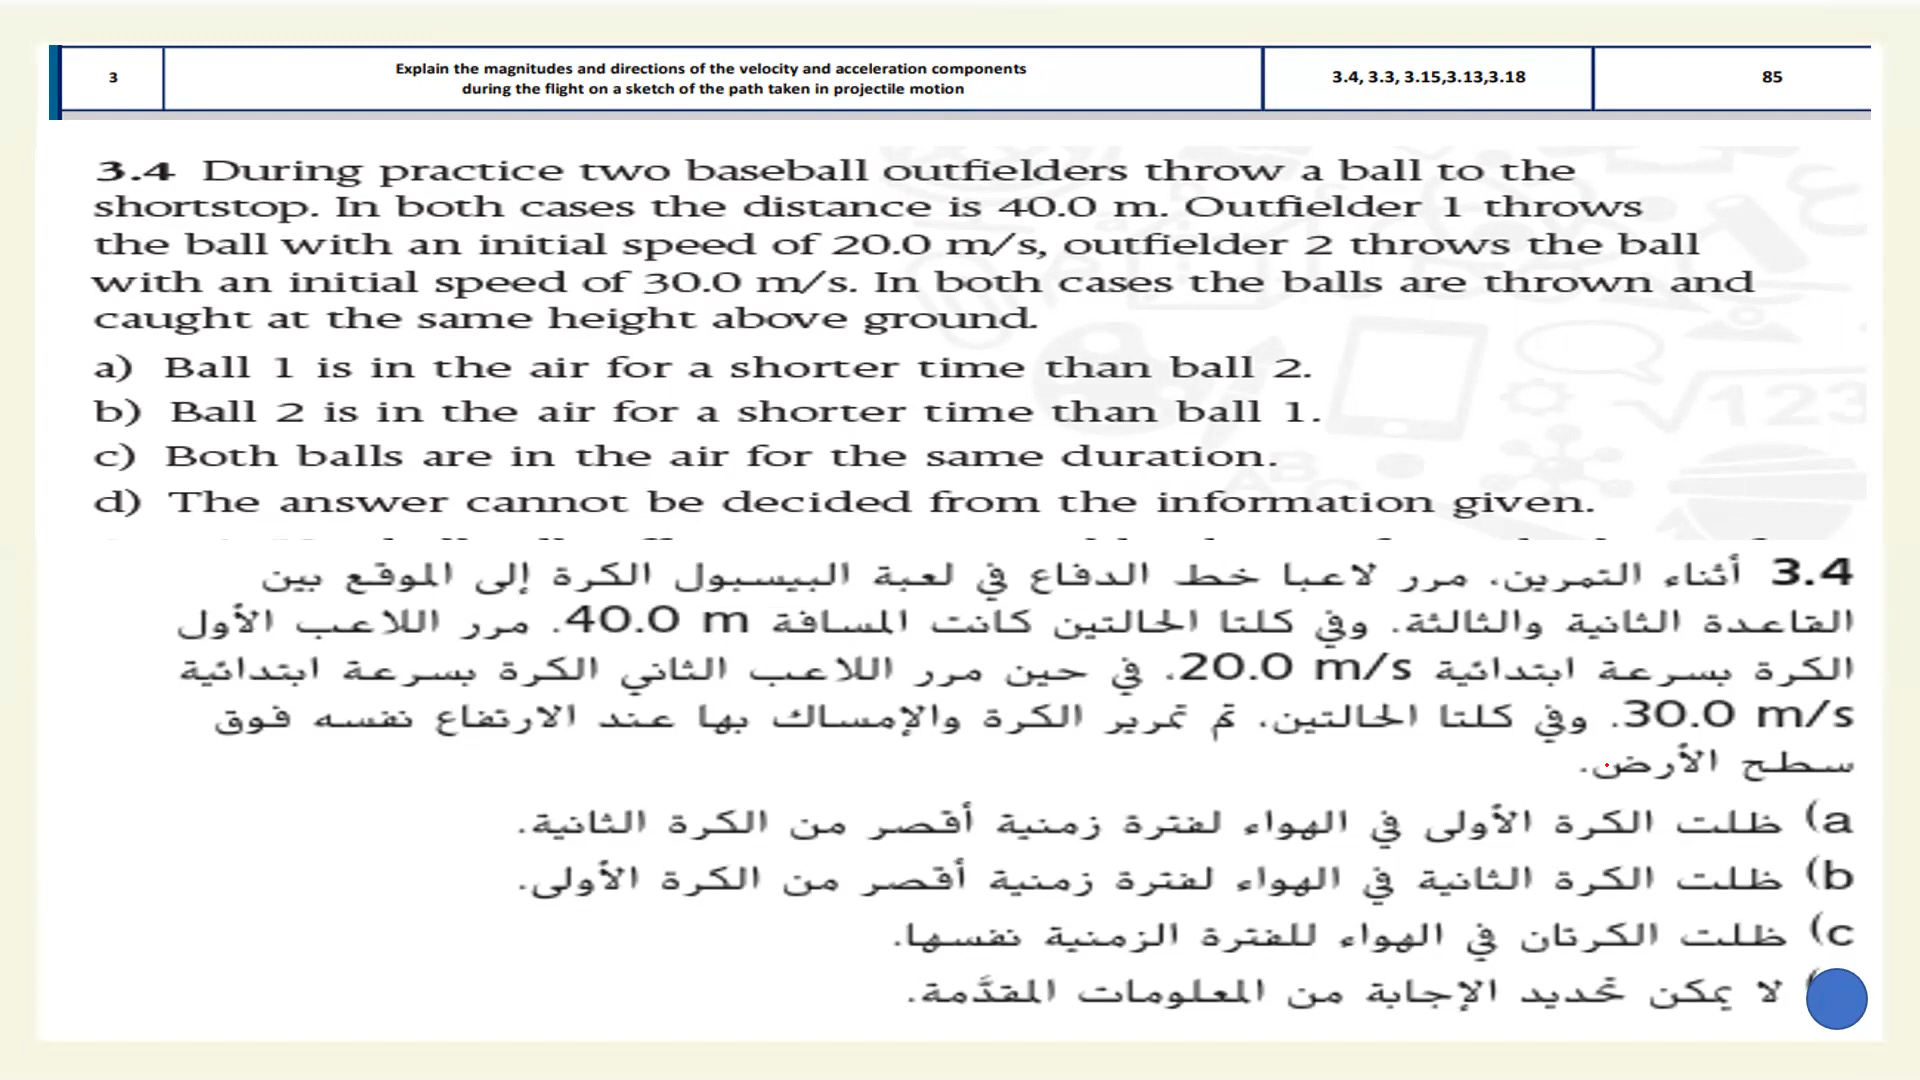 3
Explain the magnitudes and directions of the velocity and acceleration components
during the flight on a sketch of the path taken in projectile motion
3.4, 3.3, 3.15,3.13,3.18
85
3.4 During practice two baseball outfielders throw a ball to the
shortstop. In both cases the distance is 40.0 m. Outfielder 1 throws
the ball with an initial speed of 20.0 m/s, outfielder 2 throws the ball
with an initial speed of 30.0 m/s. In both cases the balls are thrown and
caught at the same height above ground.
a) Ball 1 is in the air for a shorter time than ball 2.
b) Ball 2 is in the air for a shorter time than ball 1.
c) Both balls are in the air for the same duration.
d) The answer cannot be decided from the information given.
3.4 أثناء التمرين، مرر لاعبا خط الدفاع في لعبة البيسبول الكرة إلى الموقع بين
القاعدة الثانية والثالثة. وفي كلتا الحالتين كانت المسافة 40.0 m. مرر اللاعب الأول
الكرة بسرعة ابتدائية 20.0 m/s، في حين مرر اللاعب الثاني الكرة بسرعة ابتدائية
30.0 m/s. وفي كلتا الحالتين، تم تمرير الكرة والإمساك بها عند الارتفاع نفسه فوق
سطح الأرض.
a) ظلت الكرة الأولى في الهواء لفترة زمنية أقصر من الكرة الثانية.
b) ظلت الكرة الثانية في الهواء لفترة زمنية أقصر من الكرة الأولى.
c) ظلت الكرتان في الهواء للفترة الزمنية نفسها.
) لا يمكن تحديد الإجابة من المعلومات المقدَّمة.